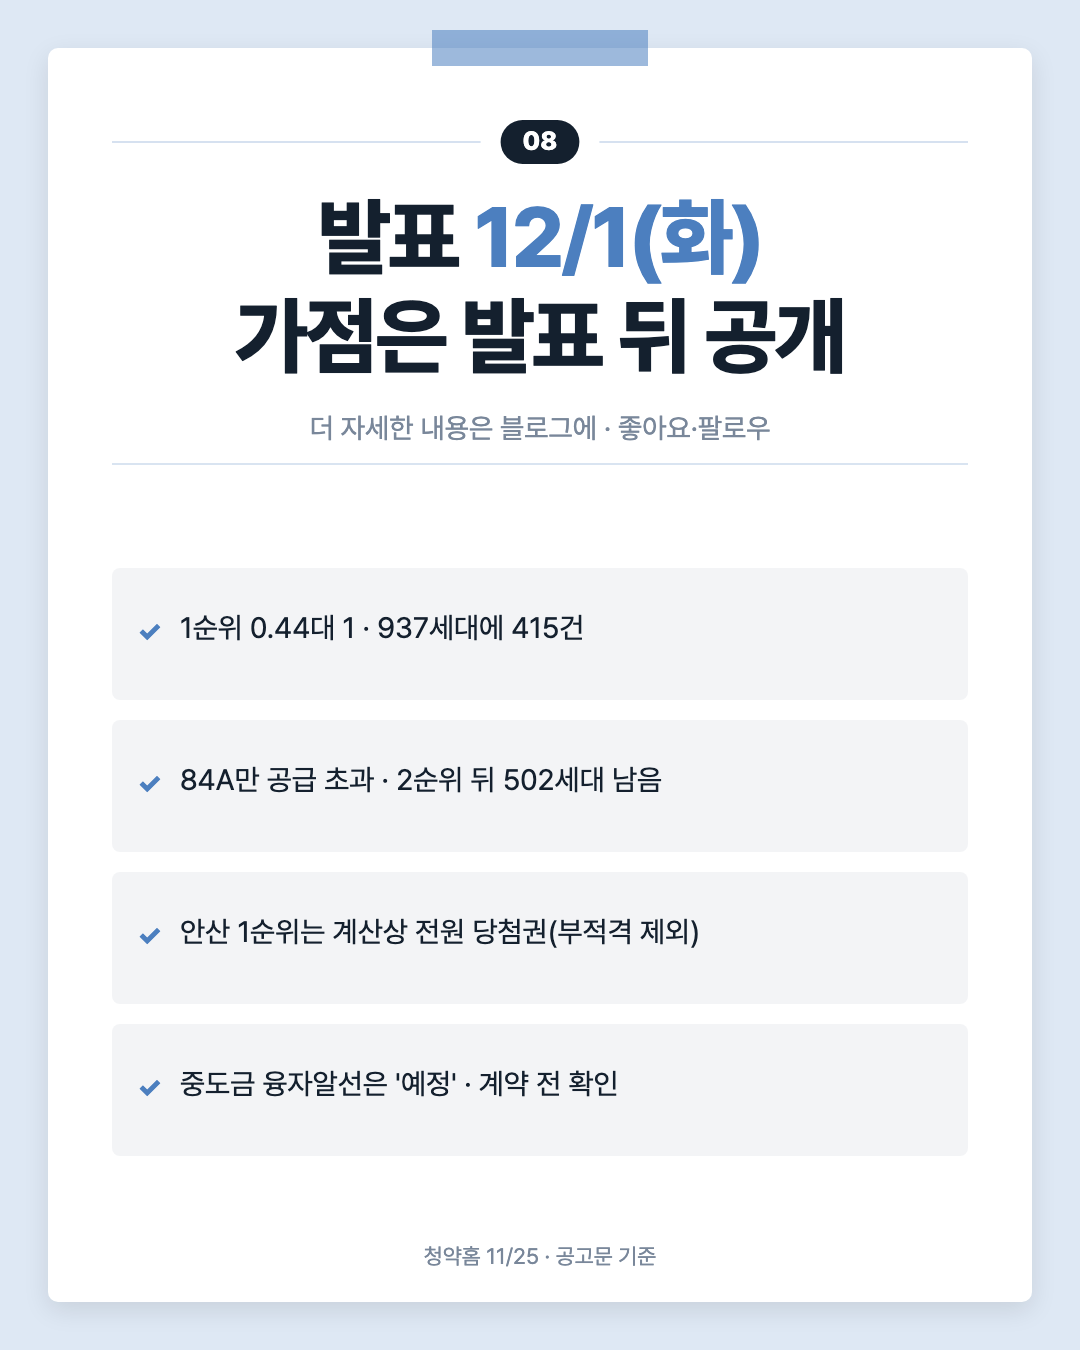 08
발표 12/1(화)
가점은 발표 뒤 공개
더 자세한 내용은 블로그에 · 좋아요·팔로우
1순위 0.44대 1 · 937세대에 415건
84A만 공급 초과 · 2순위 뒤 502세대 남음
안산 1순위는 계산상 전원 당첨권(부적격 제외)
중도금 융자알선은 '예정' · 계약 전 확인
청약홈 11/25 · 공고문 기준